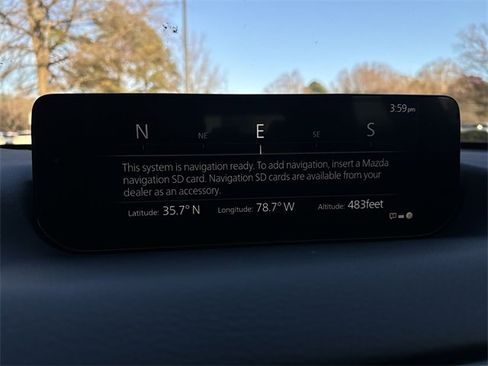 3:59pm
N NE E SE S
This system is navigation ready. To add navigation, insert a Mazda
navigation SD card. Navigation SD cards are available from your
dealer as an accessory.
Latitude: 35.7° N Longitude: 78.7° W Altitude: 483feet